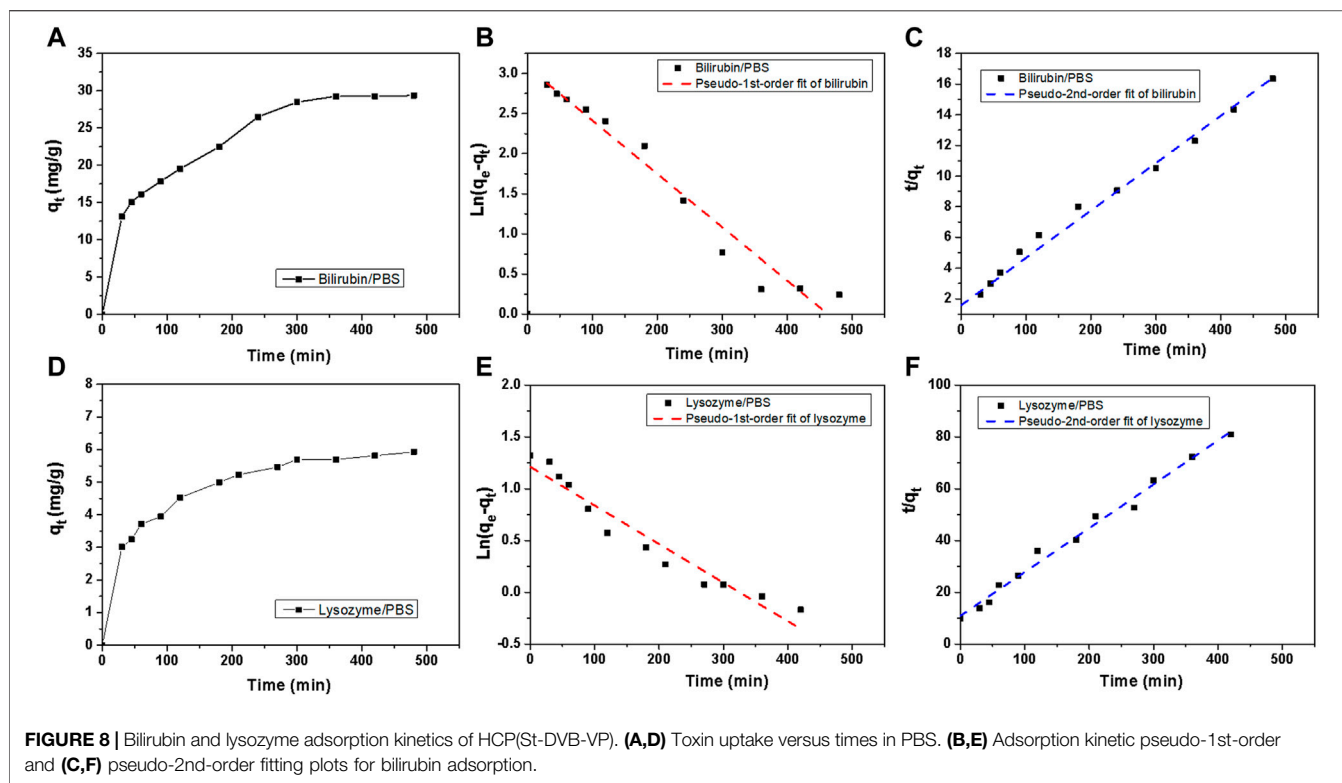 A
35
30
25
20
15
10
5
0
q_t (mg/g)
Bilirubin/PBS
0 100 200 300 400 500
Time (min)
B
3.0
2.5
2.0
1.5
1.0
0.5
0.0
Ln(q_e-q_t)
Bilirubin/PBS
Pseudo-1st-order fit of bilirubin
0 100 200 300 400 500
Time (min)
C
18
16
14
12
10
8
6
4
2
t/q_t
Bilirubin/PBS
Pseudo-2nd-order fit of bilirubin
0 100 200 300 400 500
Time (min)
D
8
7
6
5
4
3
2
1
0
q_t (mg/g)
Lysozyme/PBS
0 100 200 300 400 500
Time (min)
E
2.0
1.5
1.0
0.5
0.0
-0.5
Ln(q_e-q_t)
Lysozyme/PBS
Pseudo-1st-order fit of lysozyme
0 100 200 300 400 500
Time (min)
F
100
80
60
40
20
0
t/q_t
Lysozyme/PBS
Pseudo-2nd-order fit of lysozyme
0 100 200 300 400 500
Time (min)
FIGURE 8 | Bilirubin and lysozyme adsorption kinetics of HCP(St-DVB-VP). (A,D) Toxin uptake versus times in PBS. (B,E) Adsorption kinetic pseudo-1st-order
and (C,F) pseudo-2nd-order fitting plots for bilirubin adsorption.